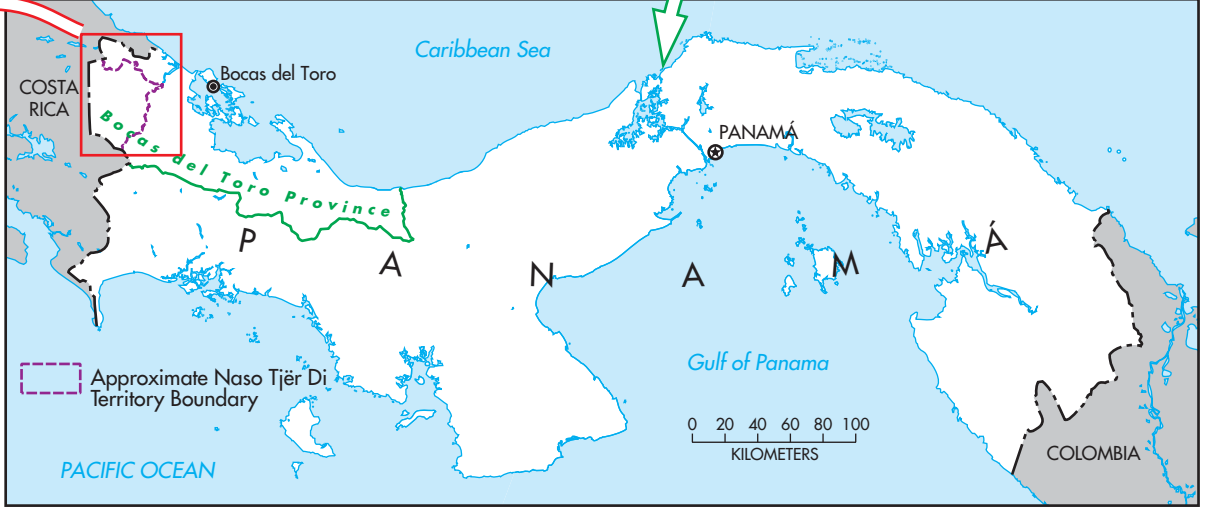 Caribbean Sea
Bocas del Toro
COSTA
RICA
PANAMÁ
Bocas del Toro Province
P A N A M Á
Gulf of Panama
Approximate Naso Tjër Di
Territory Boundary
0 20 40 60 80 100
KILOMETERS
COLOMBIA
PACIFIC OCEAN